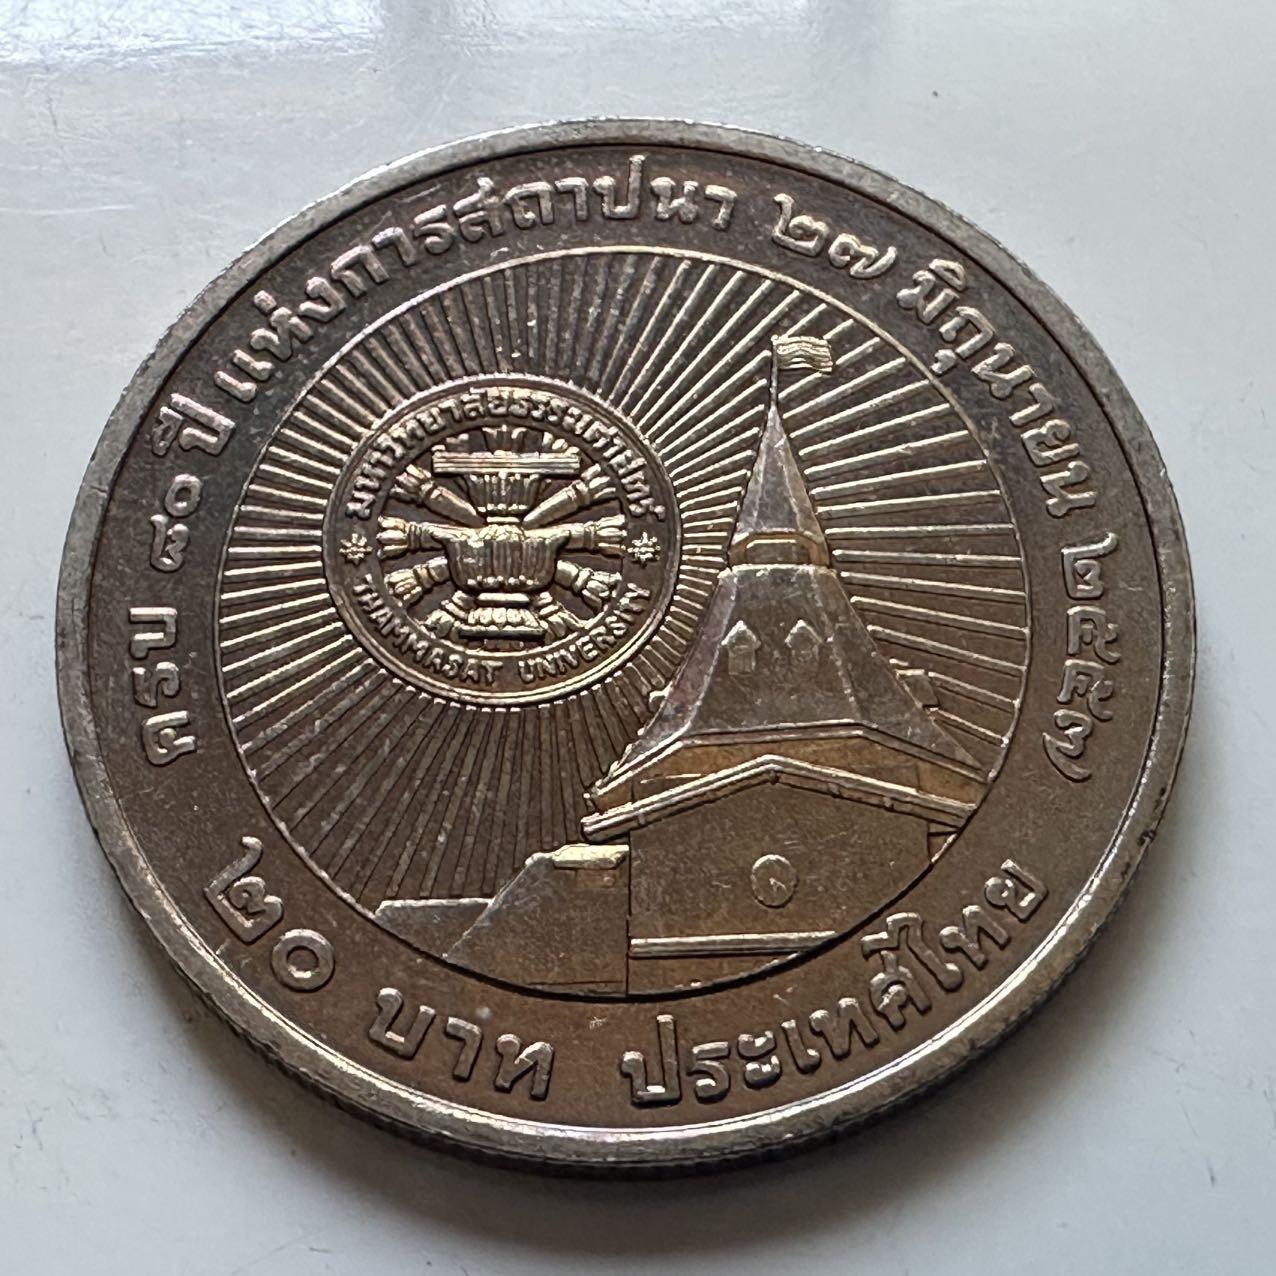 ครบ ๘๐ ปี แห่งการสถาปนา ๒๗ มิถุนายน ๒๕๕๗
มหาวิทยาลัยธรรมศาสตร์
THAMMASAT UNIVERSITY
๒๐ บาท ประเทศไทย